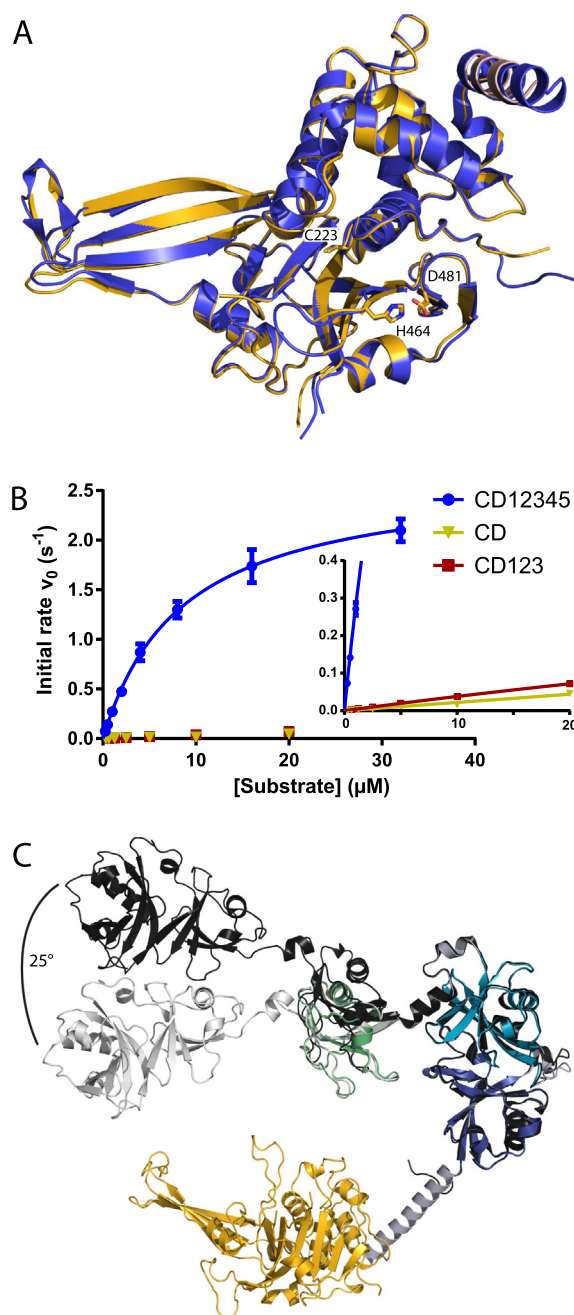 A
C223
D481
H464
B
Initial rate v₀ (s⁻¹)
2.5
2.0
1.5
1.0
0.5
0.0
0
10
20
30
40
[Substrate] (µM)
CD12345
CD
CD123
0.4
0.3
0.2
0.1
0.0
0
10
20
C
25°